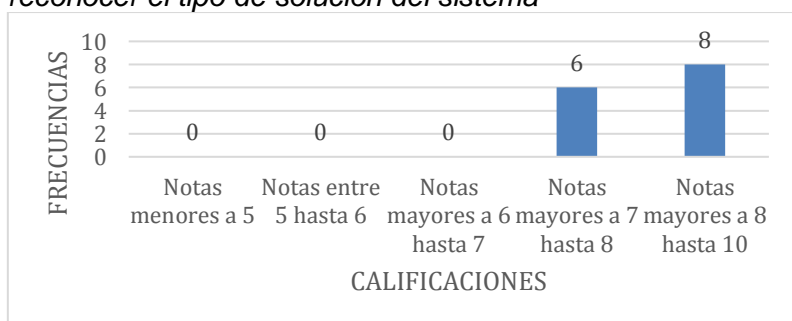 reconocer el tipo de solución del sistema
10
8
6
4
2
0
FRECUENCIAS
0
0
0
6
8
Notas menores a 5
Notas entre 5 hasta 6
Notas mayores a 6 hasta 7
Notas mayores a 7 hasta 8
Notas mayores a 8 hasta 10
CALIFICACIONES